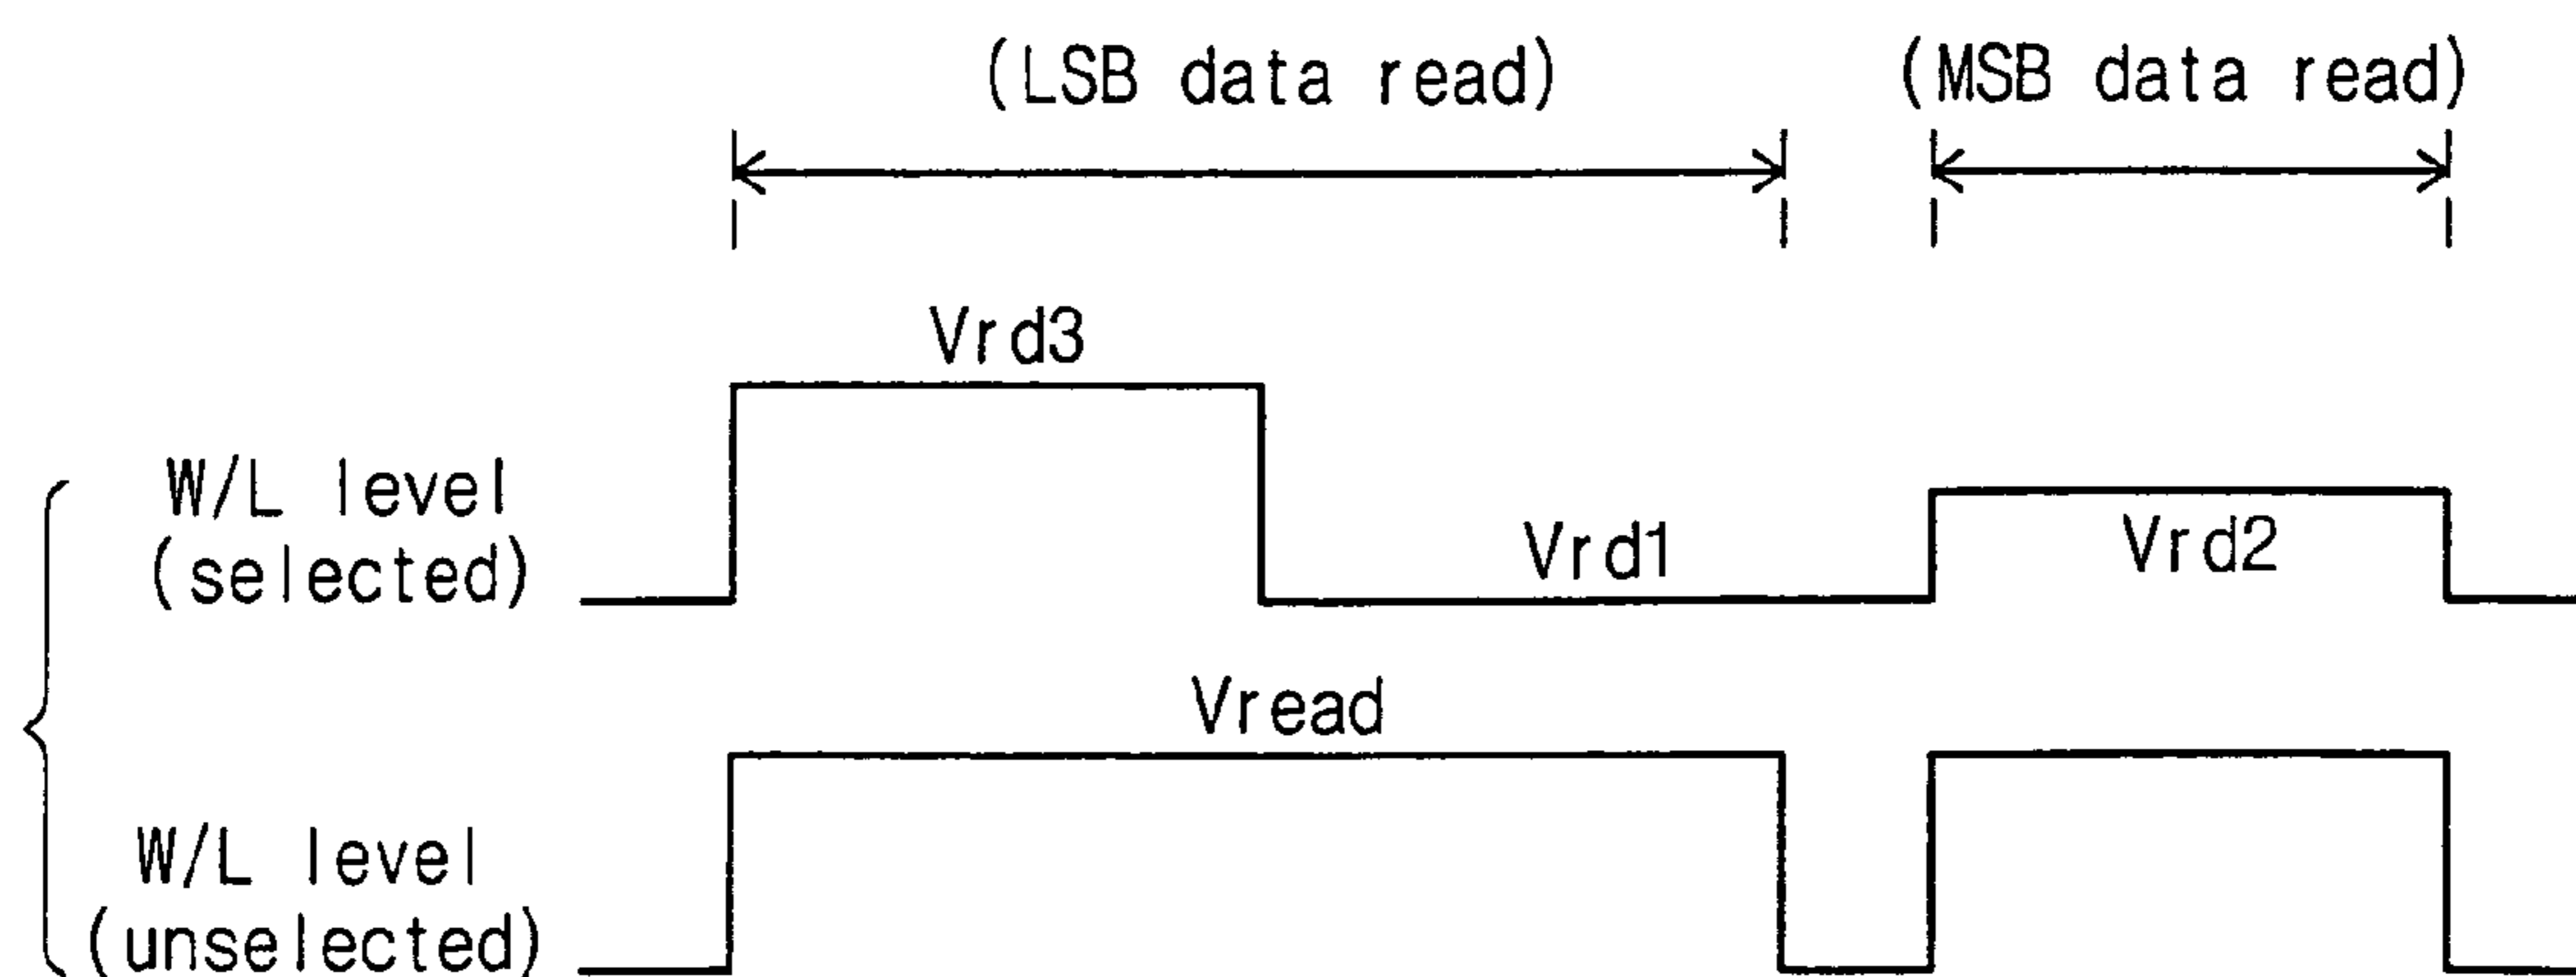 (LSB data read)
(MSB data read)
Vrd3
W/L level
(selected)
Vrd1
Vrd2
Vread
W/L level
(unselected)